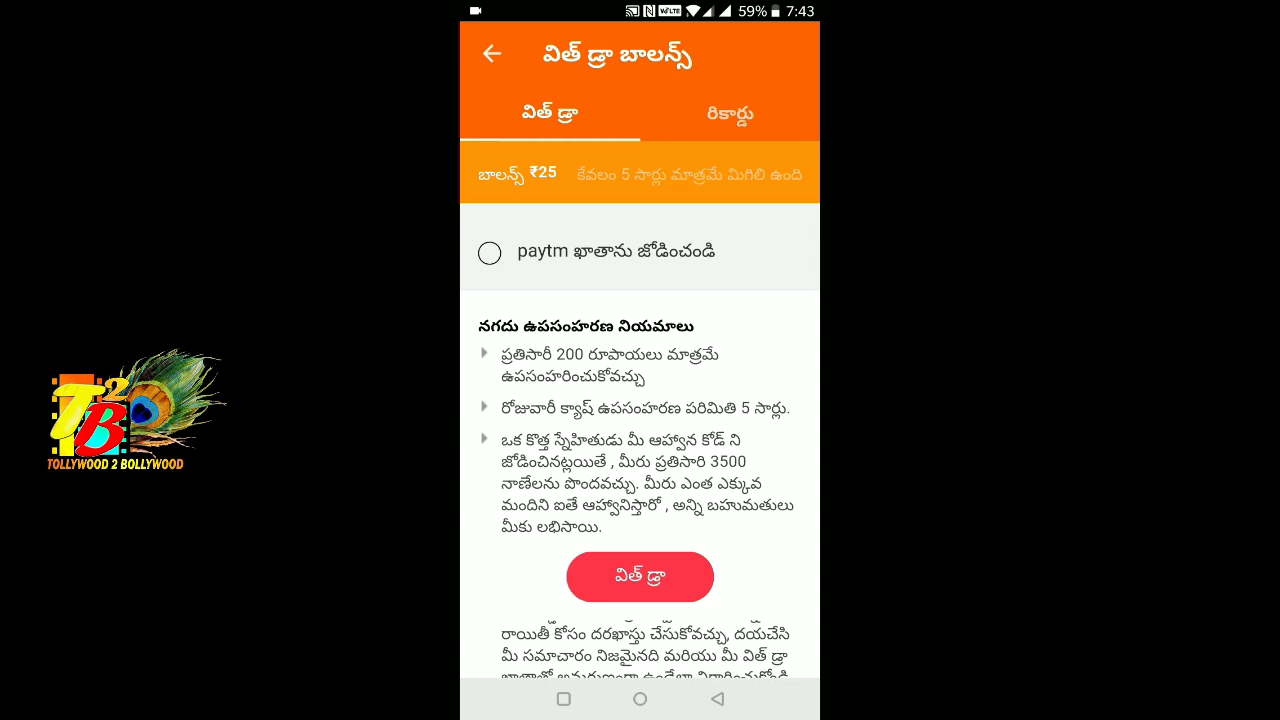 59% 7:43
విత్ డ్రా బాలన్స్
విత్ డ్రా
రికార్డు
బాలన్స్ ₹25 కేవలం 5 సార్లు మాత్రమే మిగిలి ఉంది
paytm ఖాతాను జోడించండి
నగదు ఉపసంహరణ నియమాలు
ప్రతిసారీ 200 రూపాయలు మాత్రమే
ఉపసంహరించుకోవచ్చు
రోజువారీ క్యాష్ ఉపసంహరణ పరిమితి 5 సార్లు.
ఒక కొత్త స్నేహితుడు మీ ఆహ్వాన కోడ్ ని
జోడించినట్లయితే , మీరు ప్రతిసారి 3500
నాణేలను పొందవచ్చు. మీరు ఎంత ఎక్కువ
మందిని ఐతే ఆహ్వానిస్తారో , అన్ని బహుమతులు
మీకు లభిసాయి.
విత్ డ్రా
రాయితీ కోసం దరఖాస్తు చేసుకోవచ్చు, దయచేసి
మీ సమాచారం నిజమైనది మరియు మీ విత్ డ్రా
T2B
TOLLYWOOD 2 BOLLYWOOD